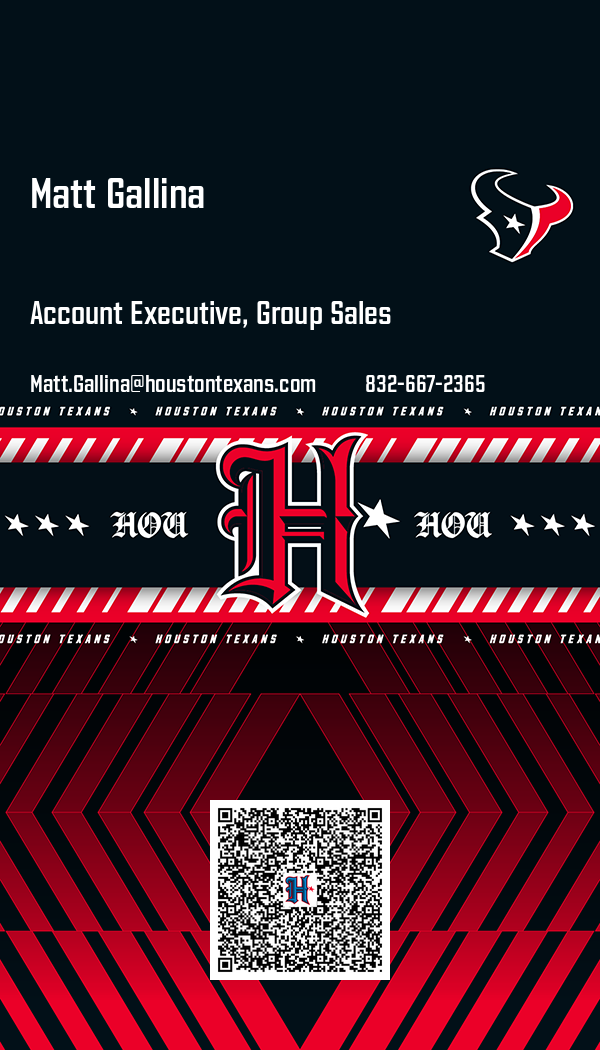 Matt Gallina
Account Executive, Group Sales
Matt.Gallina@houstontexans.com 832-667-2365
OUSTON TEXANS HOUSTON TEXANS HOUSTON TEXANS HOUSTON TEXAN
HOU H HOU
OUSTON TEXANS HOUSTON TEXANS HOUSTON TEXANS HOUSTON TEXAN
H